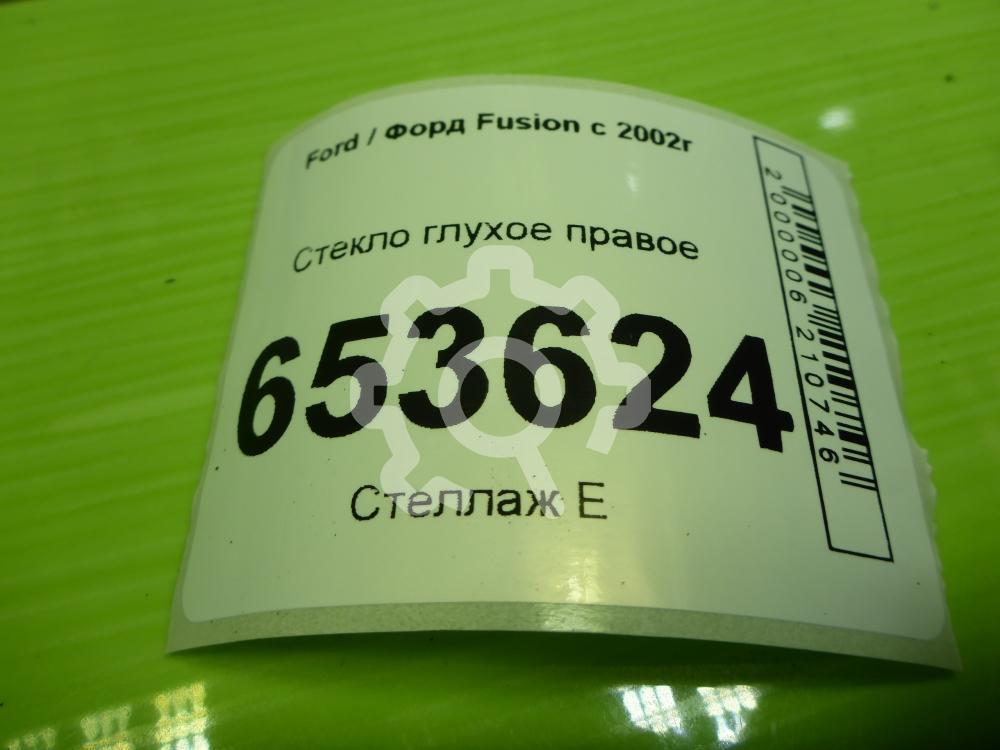 Ford / Форд Fusion с 2002г
Стекло глухое правое
653624
Стеллаж Е
2000006210746